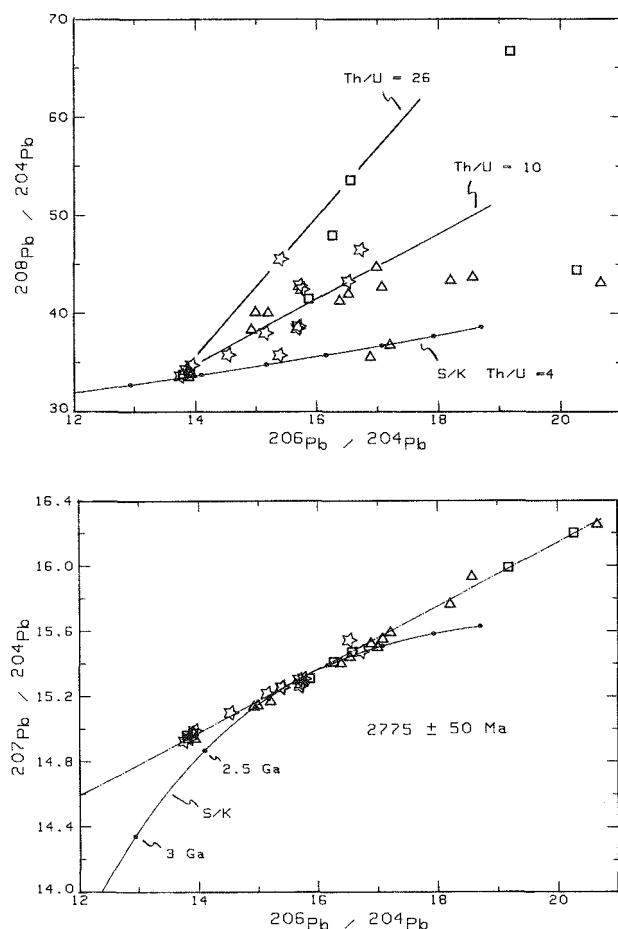 70
60
50
40
30
208Pb / 204Pb
Th/U = 26
Th/U = 10
S/K Th/U =4
12
14
16
18
20
206Pb / 204Pb
16.4
16.0
15.6
15.2
14.8
14.4
14.0
207Pb / 204Pb
2775 ± 50 Ma
2.5 Ga
S/K
3 Ga
12
14
16
18
20
206Pb / 204Pb